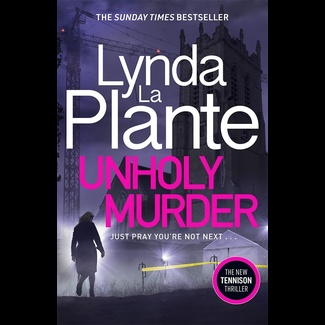 THE SUNDAY TIMES BESTSELLER
Lynda
La
Plante
UNHOLY
MURDER
JUST PRAY YOU'RE NOT NEXT . . .
THE NEW
TENNISON
THRILLER